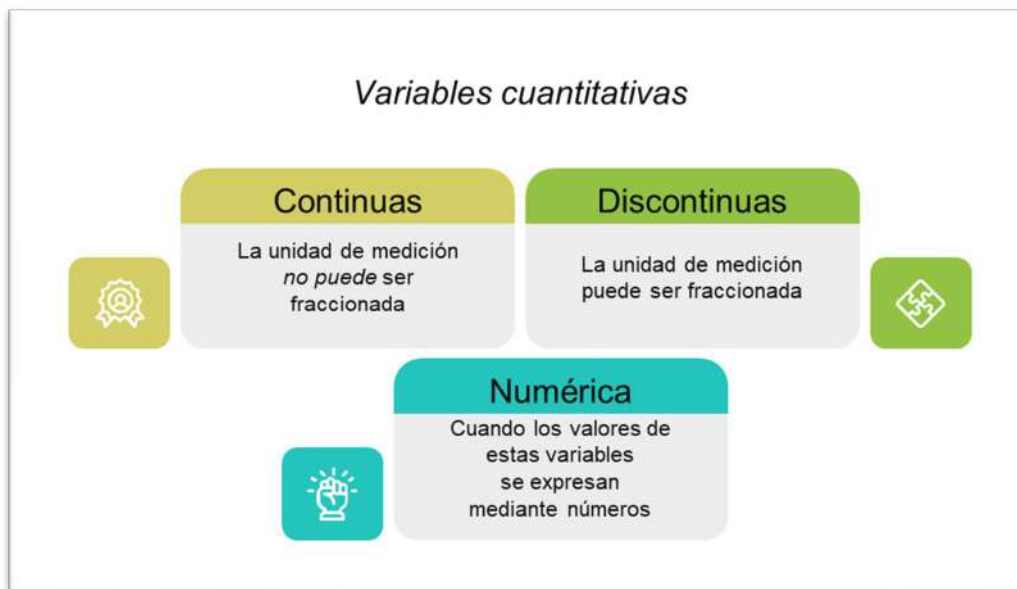 Variables cuantitativas
Continuas
La unidad de medición
no puede ser
fraccionada
Discontinuas
La unidad de medición
puede ser fraccionada
Numérica
Cuando los valores de
estas variables
se expresan
mediante números